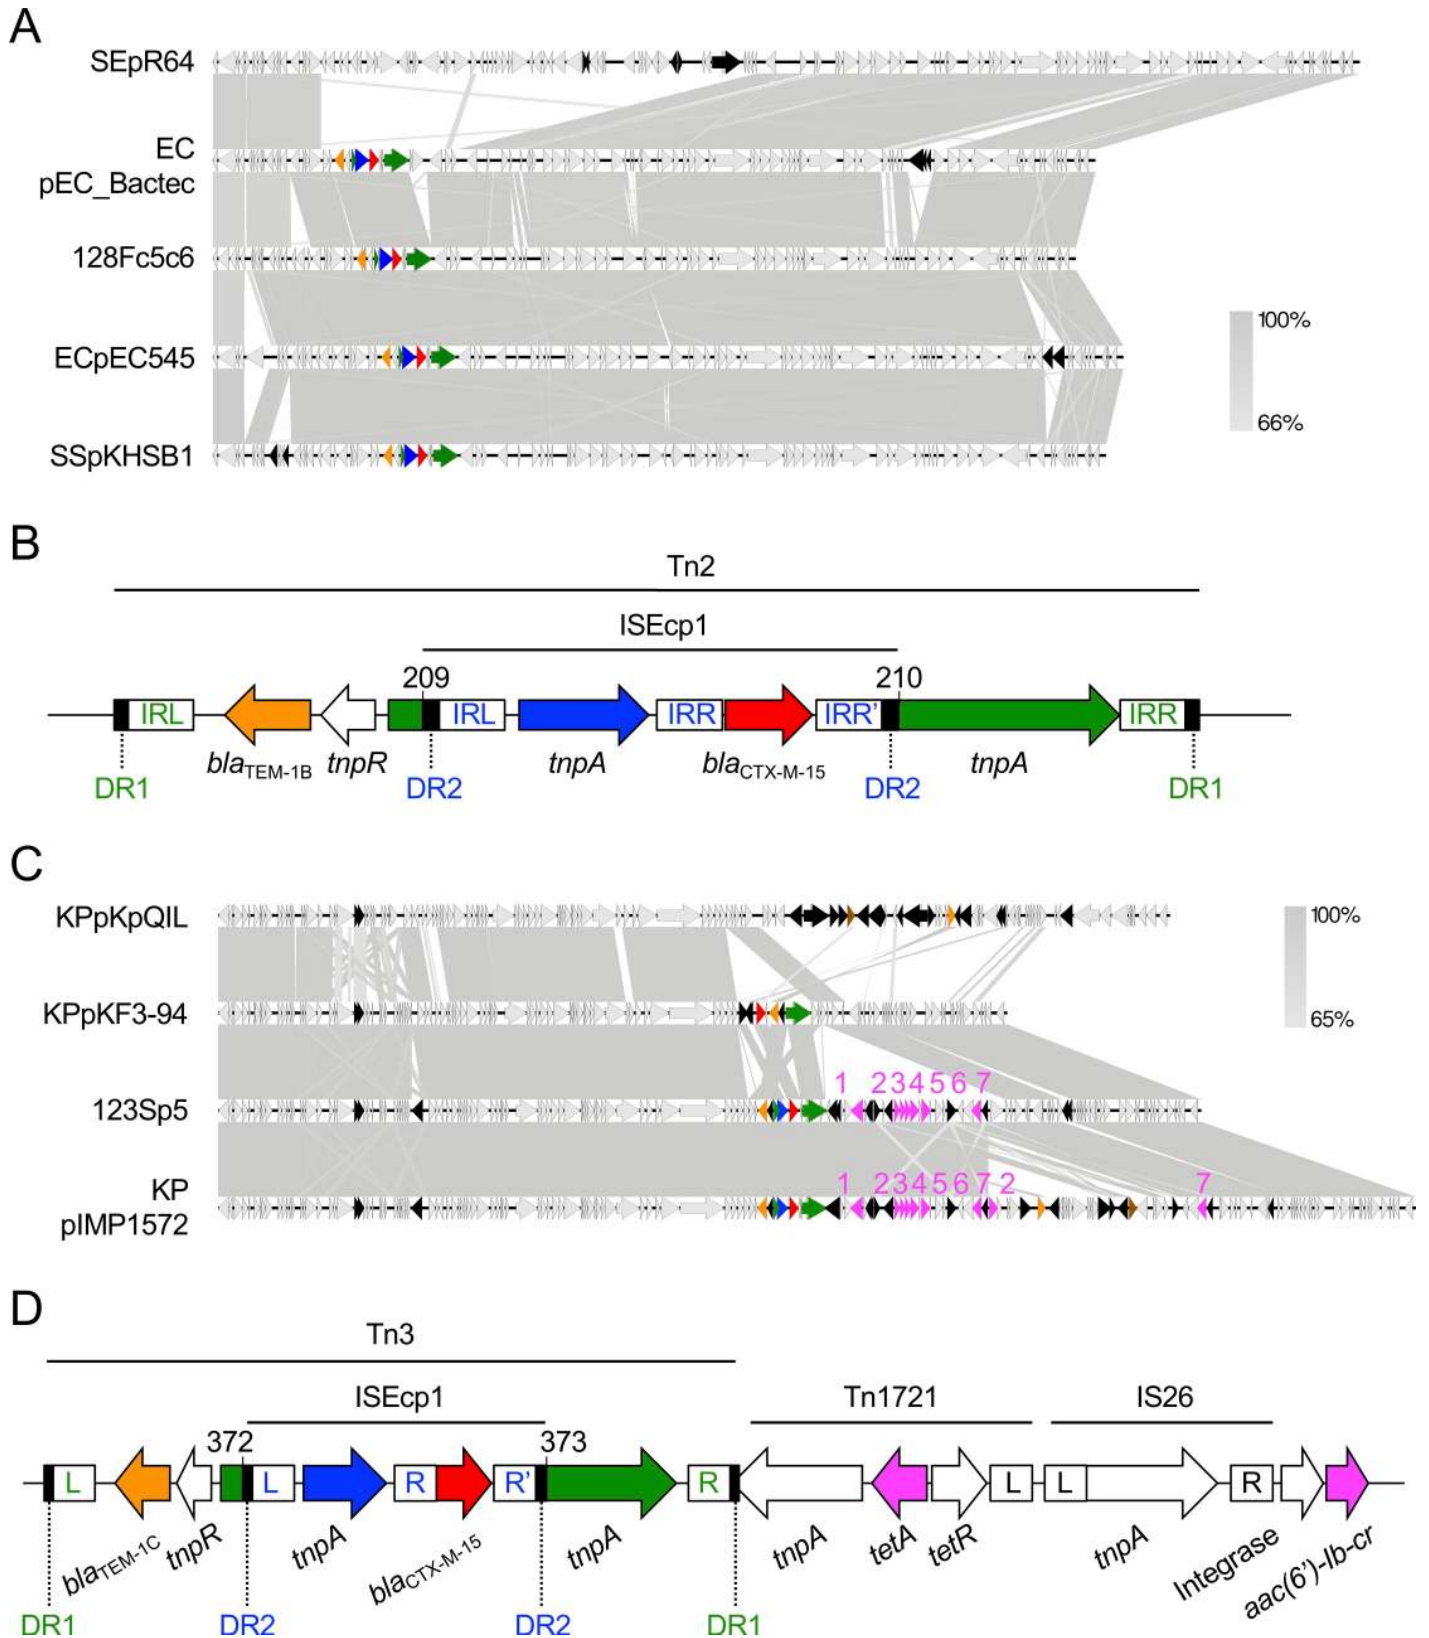 A
SEpR64
EC
pEC_Bactec
128Fc5c6
100%
ECpEC545
66%
SSpKHSB1
B
Tn2
ISEcp1
209
210
IRL
IRL
IRR
IRR'
IRR
blaTEM-1B
tnpR
tnpA
blaCTX-M-15
tnpA
DR1
DR2
DR2
DR1
C
KPpKpQIL
100%
KPpKF3-94
65%
1 2 3 4 5 6 7
123Sp5
1 2 3 4 5 6 7 2 7
KP
pIMP1572
D
Tn3
ISEcp1
Tn1721
IS26
372
373
L
L
R
R'
R
L
L
R
blaTEM-1C
tnpR
tnpA
blaCTX-M-15
tnpA
tnpA
tetA
tetR
tnpA
Integrase
aac(6')-Ib-cr
DR1
DR2
DR2
DR1